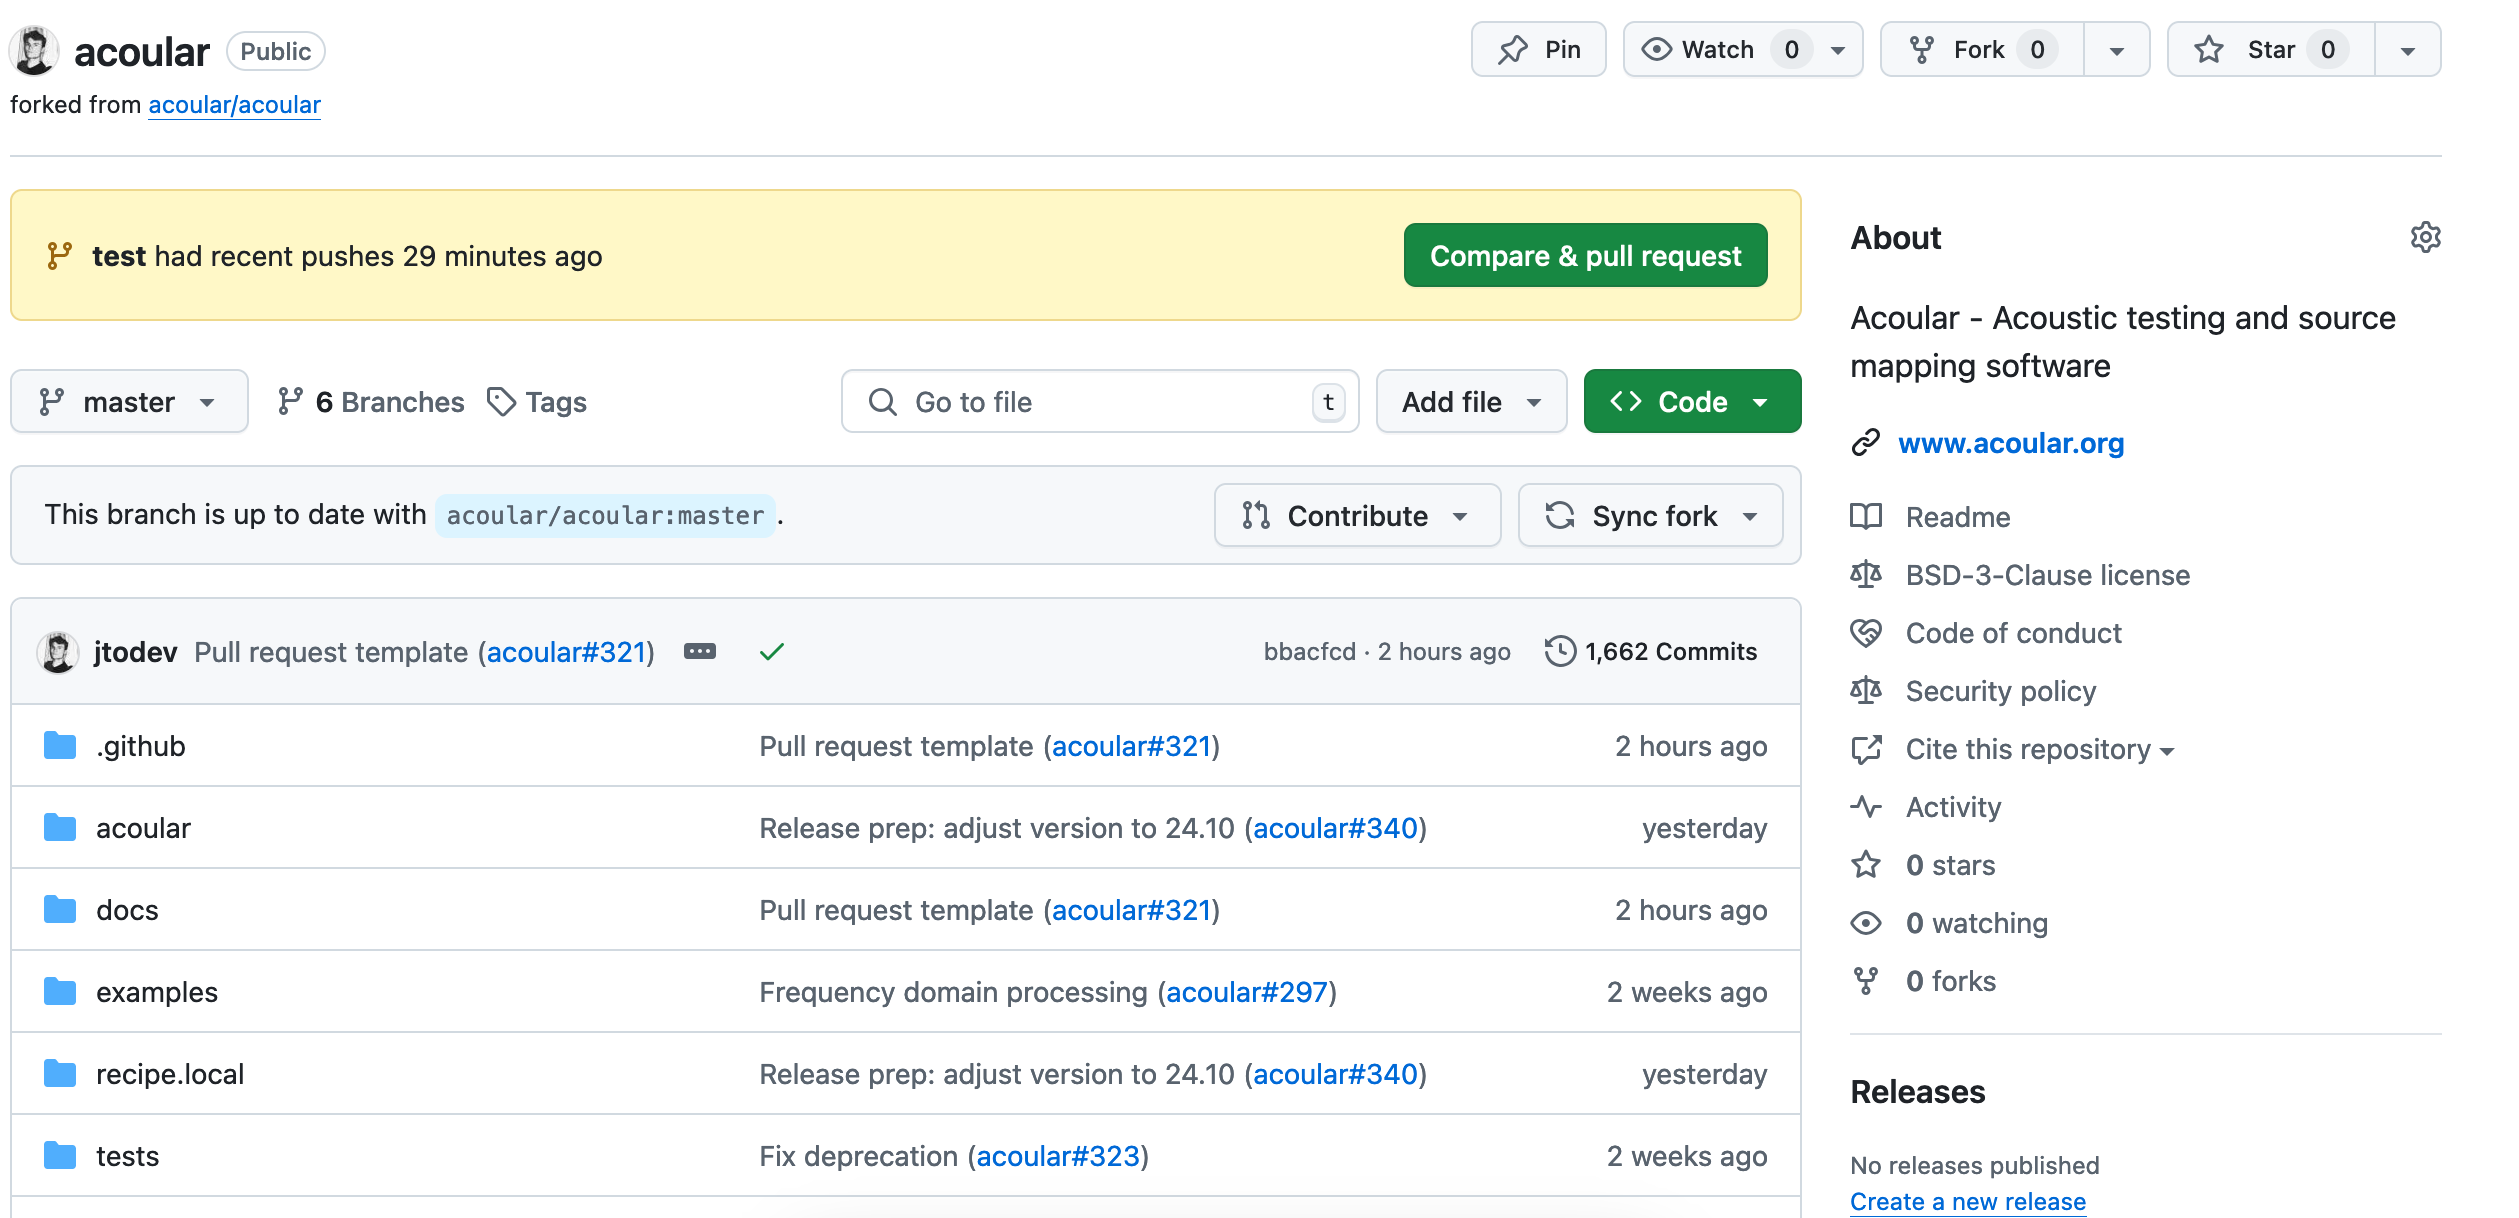 acoular Public
Pin
Watch 0
Fork 0
Star 0
forked from acoular/acoular
test had recent pushes 29 minutes ago
Compare & pull request
master
6 Branches
Tags
Go to file
t
Add file
Code
This branch is up to date with acoular/acoular:master .
Contribute
Sync fork
jtodev Pull request template (acoular#321)
bbacfcd · 2 hours ago
1,662 Commits
.github Pull request template (acoular#321) 2 hours ago
acoular Release prep: adjust version to 24.10 (acoular#340) yesterday
docs Pull request template (acoular#321) 2 hours ago
examples Frequency domain processing (acoular#297) 2 weeks ago
recipe.local Release prep: adjust version to 24.10 (acoular#340) yesterday
tests Fix deprecation (acoular#323) 2 weeks ago
About
Acoular - Acoustic testing and source
mapping software
www.acoular.org
Readme
BSD-3-Clause license
Code of conduct
Security policy
Cite this repository
Activity
0 stars
0 watching
0 forks
Releases
No releases published
Create a new release